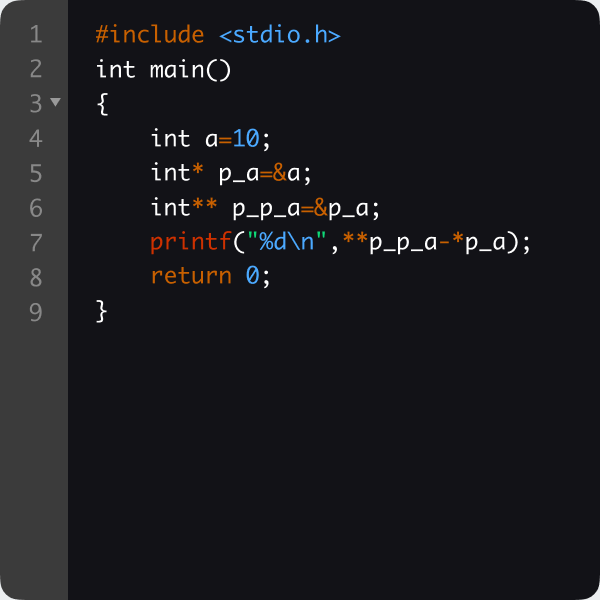 1 #include <stdio.h>
2 int main()
3 {
4     int a=10;
5     int* p_a=&a;
6     int** p_p_a=&p_a;
7     printf("%d\n",**p_p_a-*p_a);
8     return 0;
9 }